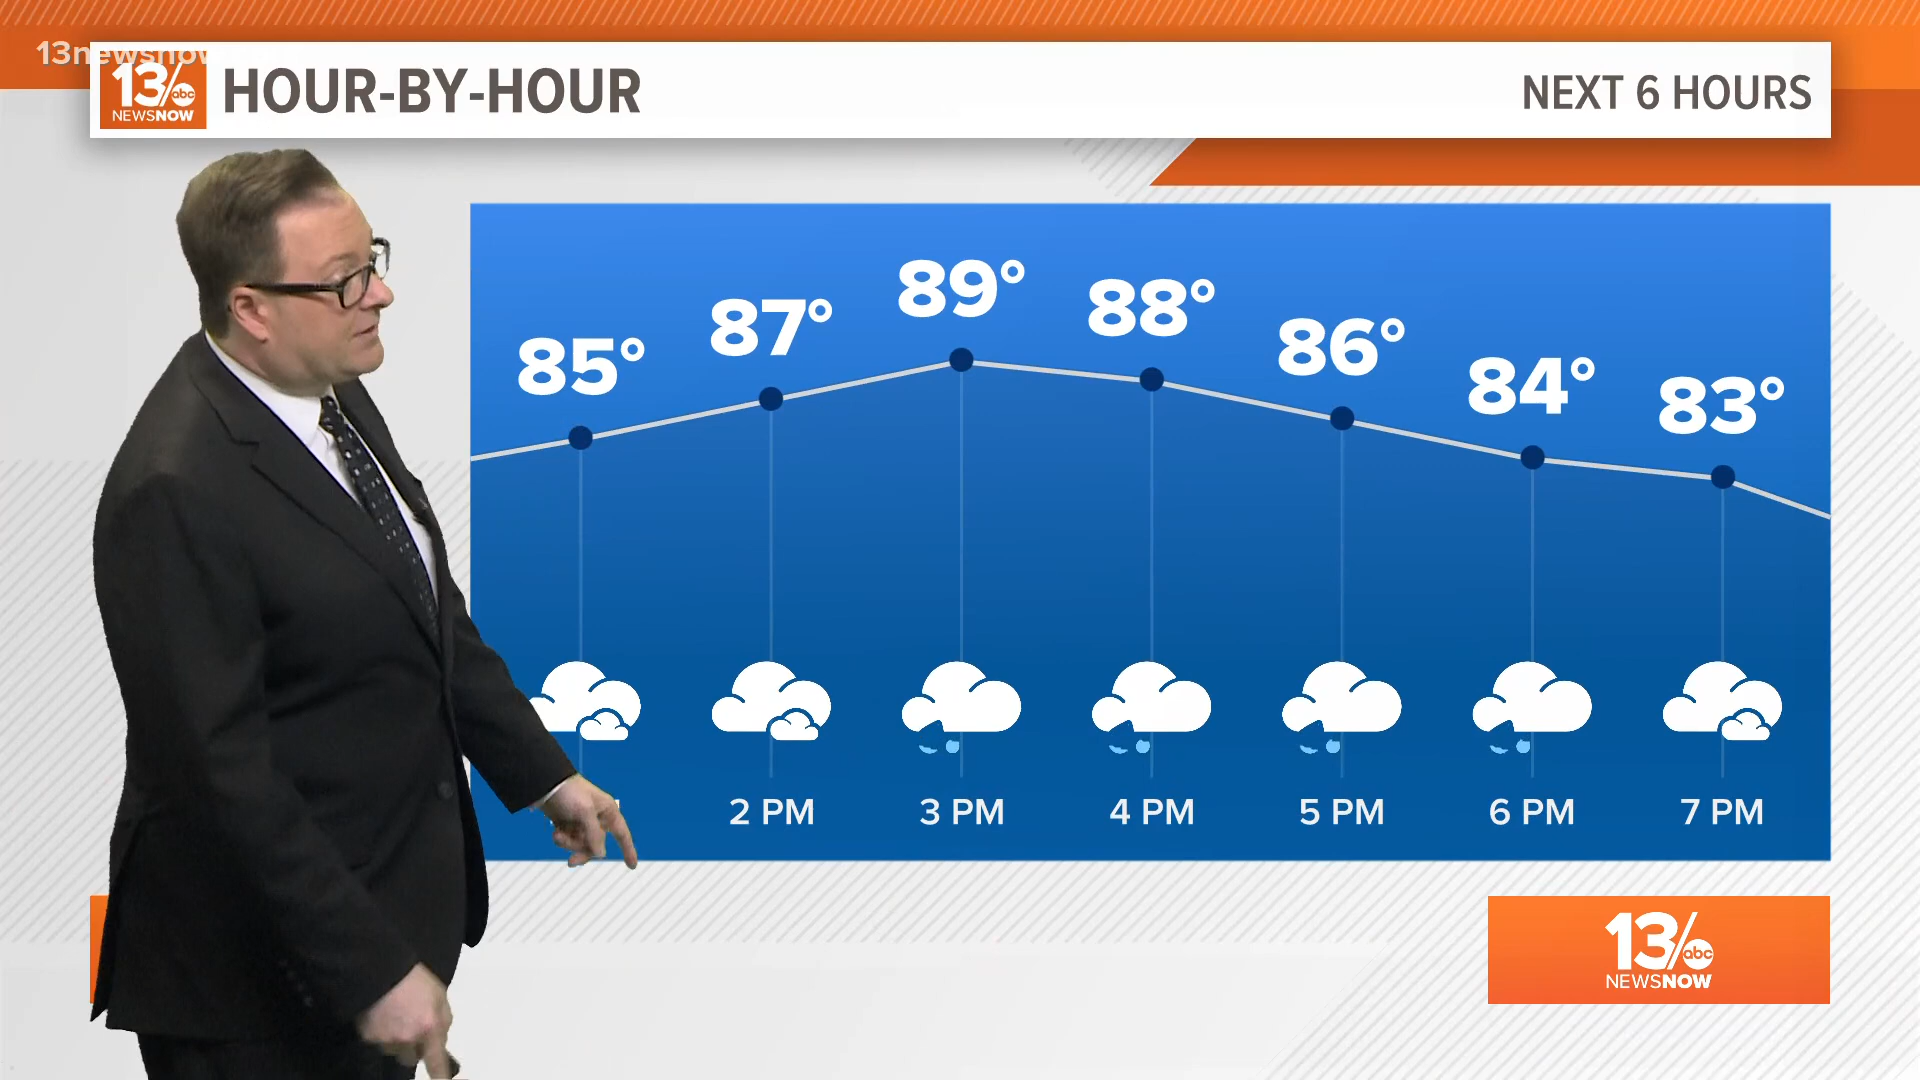 13newsnow
13/abc
NEWSNOW
HOUR-BY-HOUR
NEXT 6 HOURS
85°
87°
89°
88°
86°
84°
83°
2 PM
3 PM
4 PM
5 PM
6 PM
7 PM
13/abc
NEWSNOW